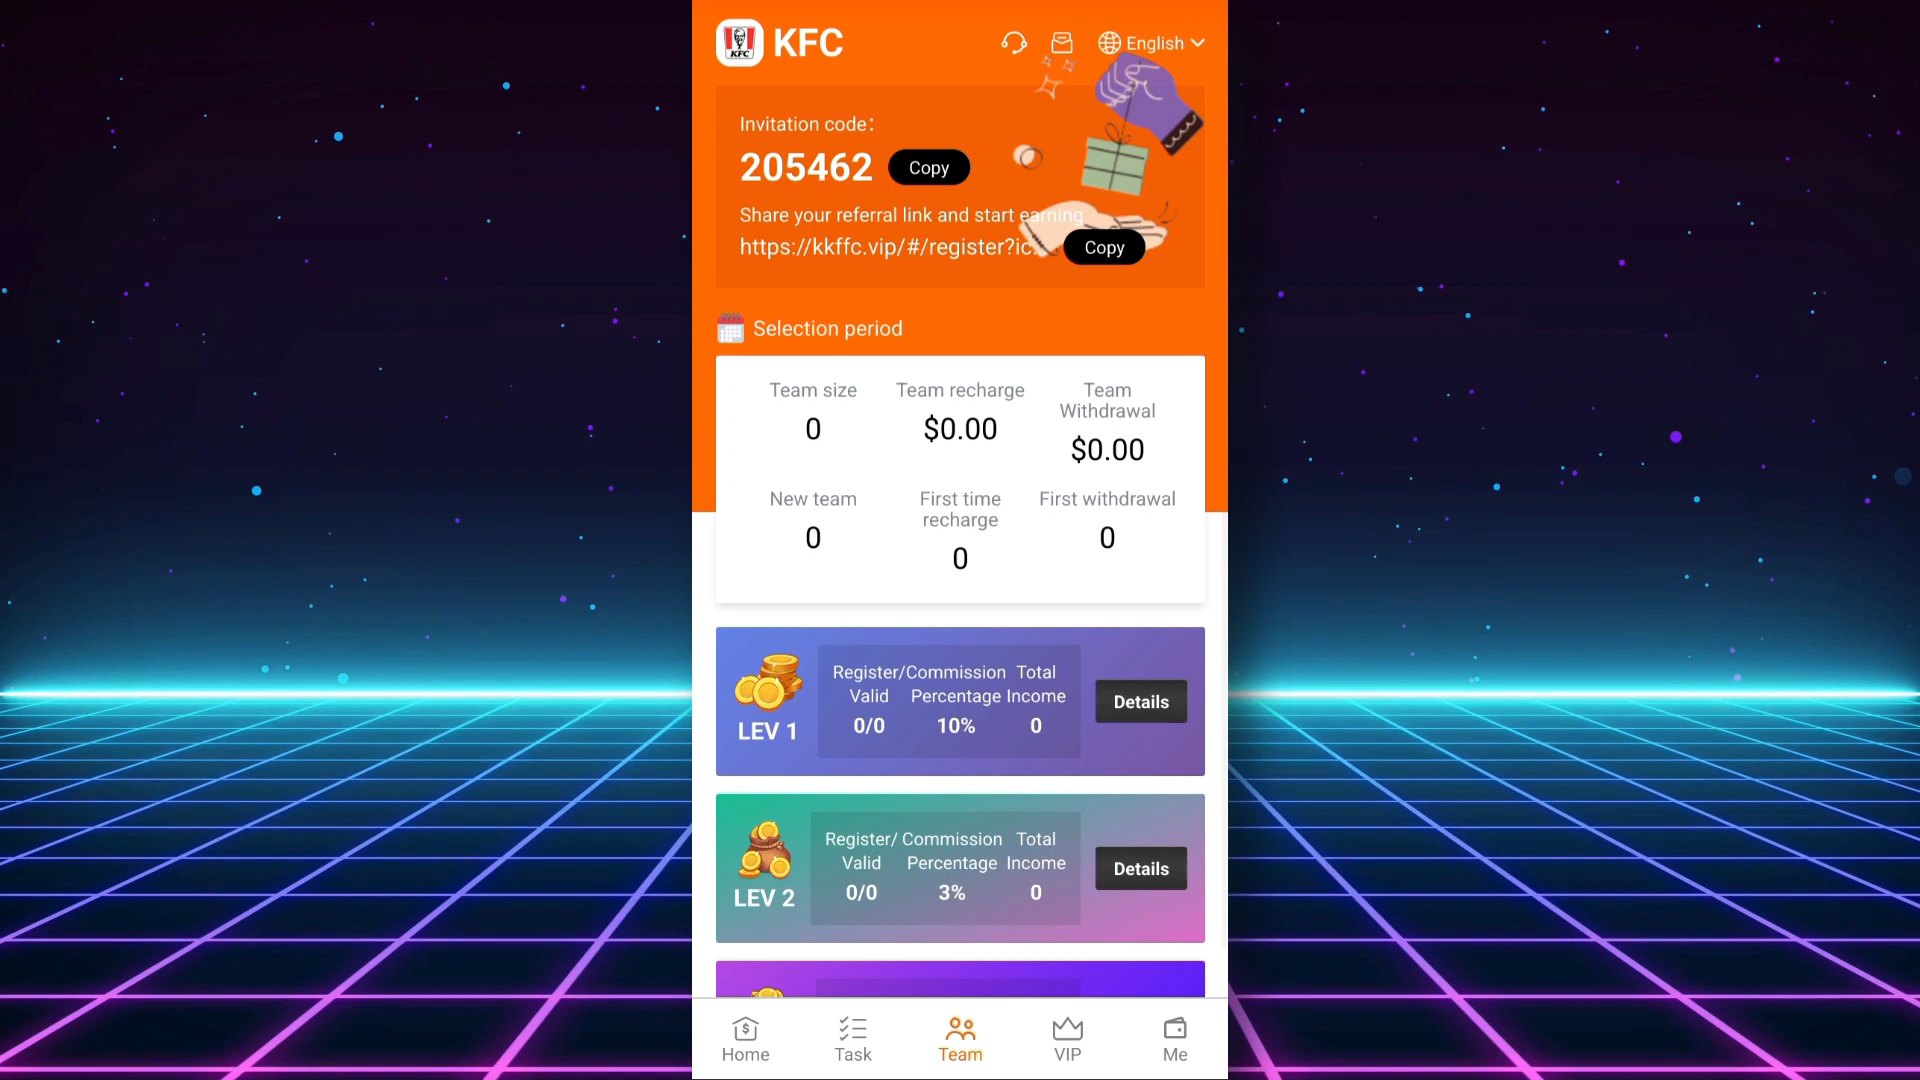 KFC
KFC
English
Invitation code:
205462
Copy
Share your referral link and start earning
https://kkffc.vip/#/register?ic...
Copy
Selection period
Team size
0
Team recharge
$0.00
Team
Withdrawal
$0.00
New team
0
First time
recharge
0
First withdrawal
0
LEV 1
Register/ Commission Total
Valid Percentage Income
0/0 10% 0
Details
LEV 2
Register/ Commission Total
Valid Percentage Income
0/0 3% 0
Details
Home
Task
Team
VIP
Me